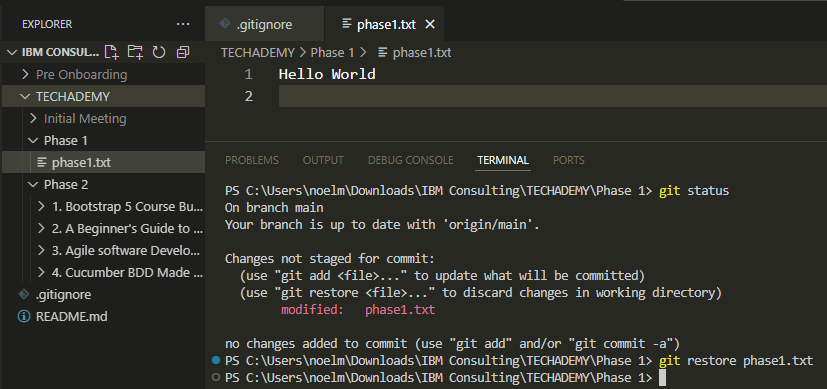 EXPLORER
IBM CONSUL...
Pre Onboarding
TECHADEMY
Initial Meeting
Phase 1
phase1.txt
Phase 2
1. Bootstrap 5 Course Bu...
2. A Beginner's Guide to ...
3. Agile software Develo...
4. Cucumber BDD Made ...
.gitignore
README.md
.gitignore
phase1.txt
TECHADEMY > Phase 1 > phase1.txt
1 Hello World
2
PROBLEMS OUTPUT DEBUG CONSOLE TERMINAL PORTS
PS C:\Users\noelm\Downloads\IBM Consulting\TECHADEMY\Phase 1> git status
On branch main
Your branch is up to date with 'origin/main'.
Changes not staged for commit:
(use "git add <file>..." to update what will be committed)
(use "git restore <file>..." to discard changes in working directory)
modified: phase1.txt
no changes added to commit (use "git add" and/or "git commit -a")
PS C:\Users\noelm\Downloads\IBM Consulting\TECHADEMY\Phase 1> git restore phase1.txt
PS C:\Users\noelm\Downloads\IBM Consulting\TECHADEMY\Phase 1>